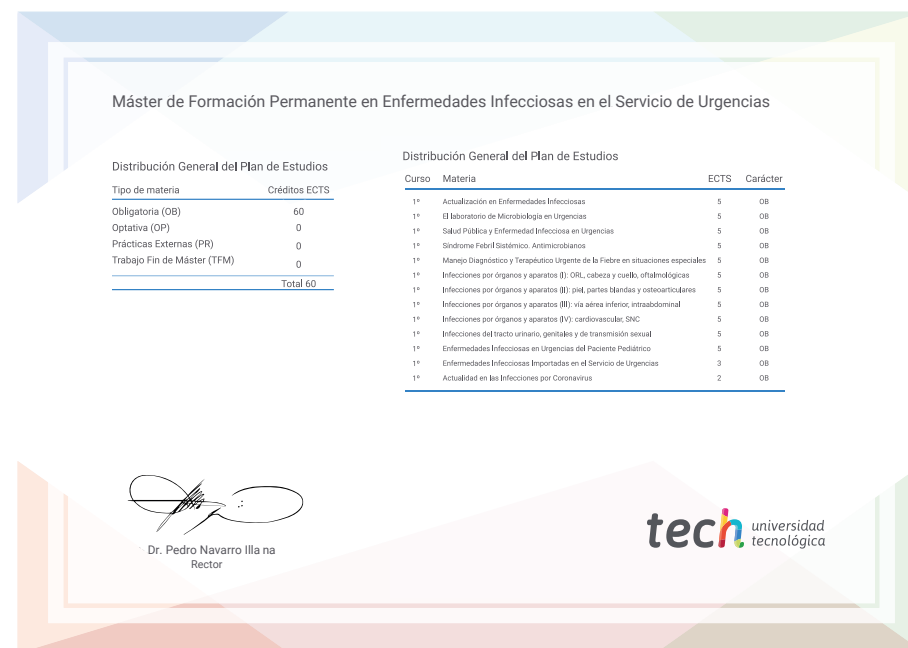 Máster de Formación Permanente en Enfermedades Infecciosas en el Servicio de Urgencias
Distribución General del Plan de Estudios
Tipo de materia Créditos ECTS
Obligatoria (OB) 60
Optativa (OP) 0
Prácticas Externas (PR) 0
Trabajo Fin de Máster (TFM) 0
Total 60
Distribución General del Plan de Estudios
Curso Materia ECTS Carácter
1º Actualización en Enfermedades Infecciosas 5 OB
1º El laboratorio de Microbiología en Urgencias 5 OB
1º Salud Pública y Enfermedad Infecciosa en Urgencias 5 OB
1º Síndrome Febril Sistémico. Antimicrobianos 5 OB
1º Manejo Diagnóstico y Terapéutico Urgente de la Fiebre en situaciones especiales 5 OB
1º Infecciones por órganos y aparatos (I): ORL, cabeza y cuello, oftalmológicas 5 OB
1º Infecciones por órganos y aparatos (II): piel, partes blandas y osteoarticulares 5 OB
1º Infecciones por órganos y aparatos (III): vía aérea inferior, intraabdominal 5 OB
1º Infecciones por órganos y aparatos (IV): cardiovascular, SNC 5 OB
1º Infecciones del tracto urinario, genitales y de transmisión sexual 5 OB
1º Enfermedades Infecciosas en Urgencias del Paciente Pediátrico 5 OB
1º Enfermedades Infecciosas Importadas en el Servicio de Urgencias 3 OB
1º Actualidad en las Infecciones por Coronavirus 2 OB
Dr. Pedro Navarro Illa na
Rector
tech universidad
tecnológica